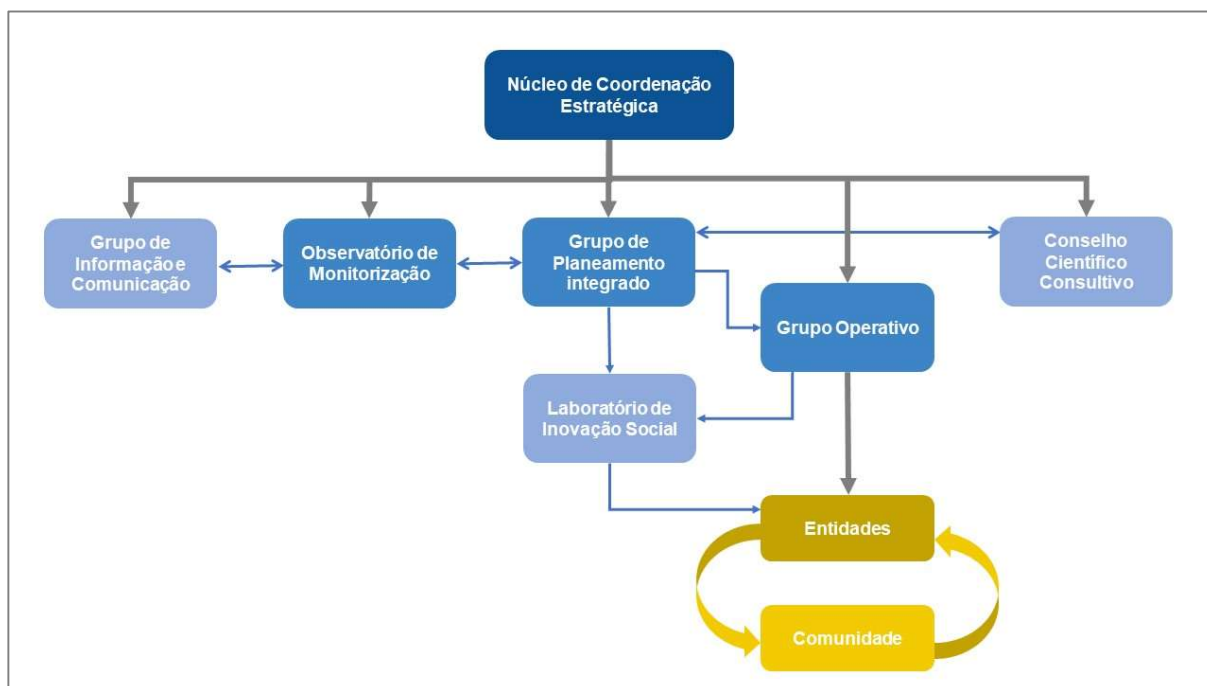 Núcleo de Coordenação
Estratégica
Grupo de
Informação e
Comunicação
Observatório de
Monitorização
Grupo de
Planeamento
integrado
Conselho
Científico
Consultivo
Grupo Operativo
Laboratório de
Inovação Social
Entidades
Comunidade